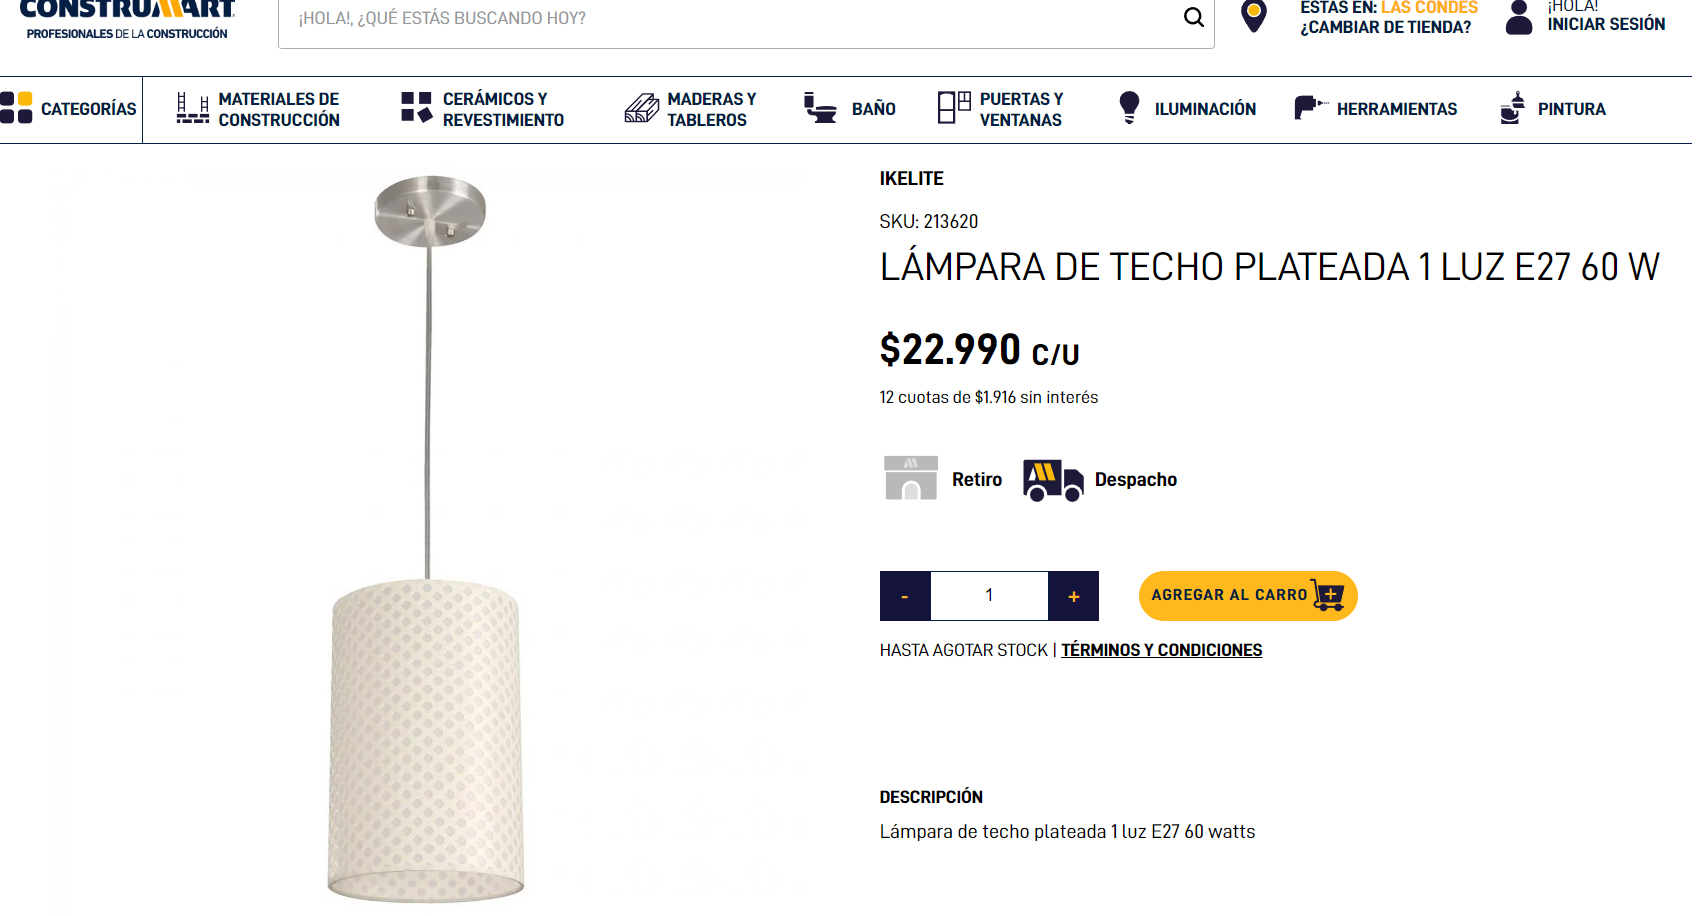 CONSTRUMART
PROFESIONALES DE LA CONSTRUCCIÓN
¡HOLA!, ¿QUÉ ESTÁS BUSCANDO HOY?
ESTÁS EN: LAS CONDES
¿CAMBIAR DE TIENDA?
¡HOLA!
INICIAR SESIÓN
CATEGORÍAS
MATERIALES DE
CONSTRUCCIÓN
CERÁMICOS Y
REVESTIMIENTO
MADERAS Y
TABLEROS
BAÑO
PUERTAS Y
VENTANAS
ILUMINACIÓN
HERRAMIENTAS
PINTURA
IKELITE
SKU: 213620
LÁMPARA DE TECHO PLATEADA 1 LUZ E27 60 W
$22.990 C/U
12 cuotas de $1.916 sin interés
Retiro
Despacho
- 1 +
AGREGAR AL CARRO
HASTA AGOTAR STOCK | TÉRMINOS Y CONDICIONES
DESCRIPCIÓN
Lámpara de techo plateada 1 luz E27 60 watts